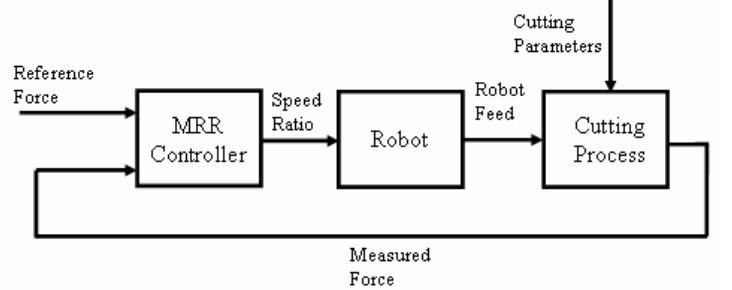 Cutting
Parameters
Reference
Force
MRR
Controller
Speed
Ratio
Robot
Robot
Feed
Cutting
Process
Measured
Force